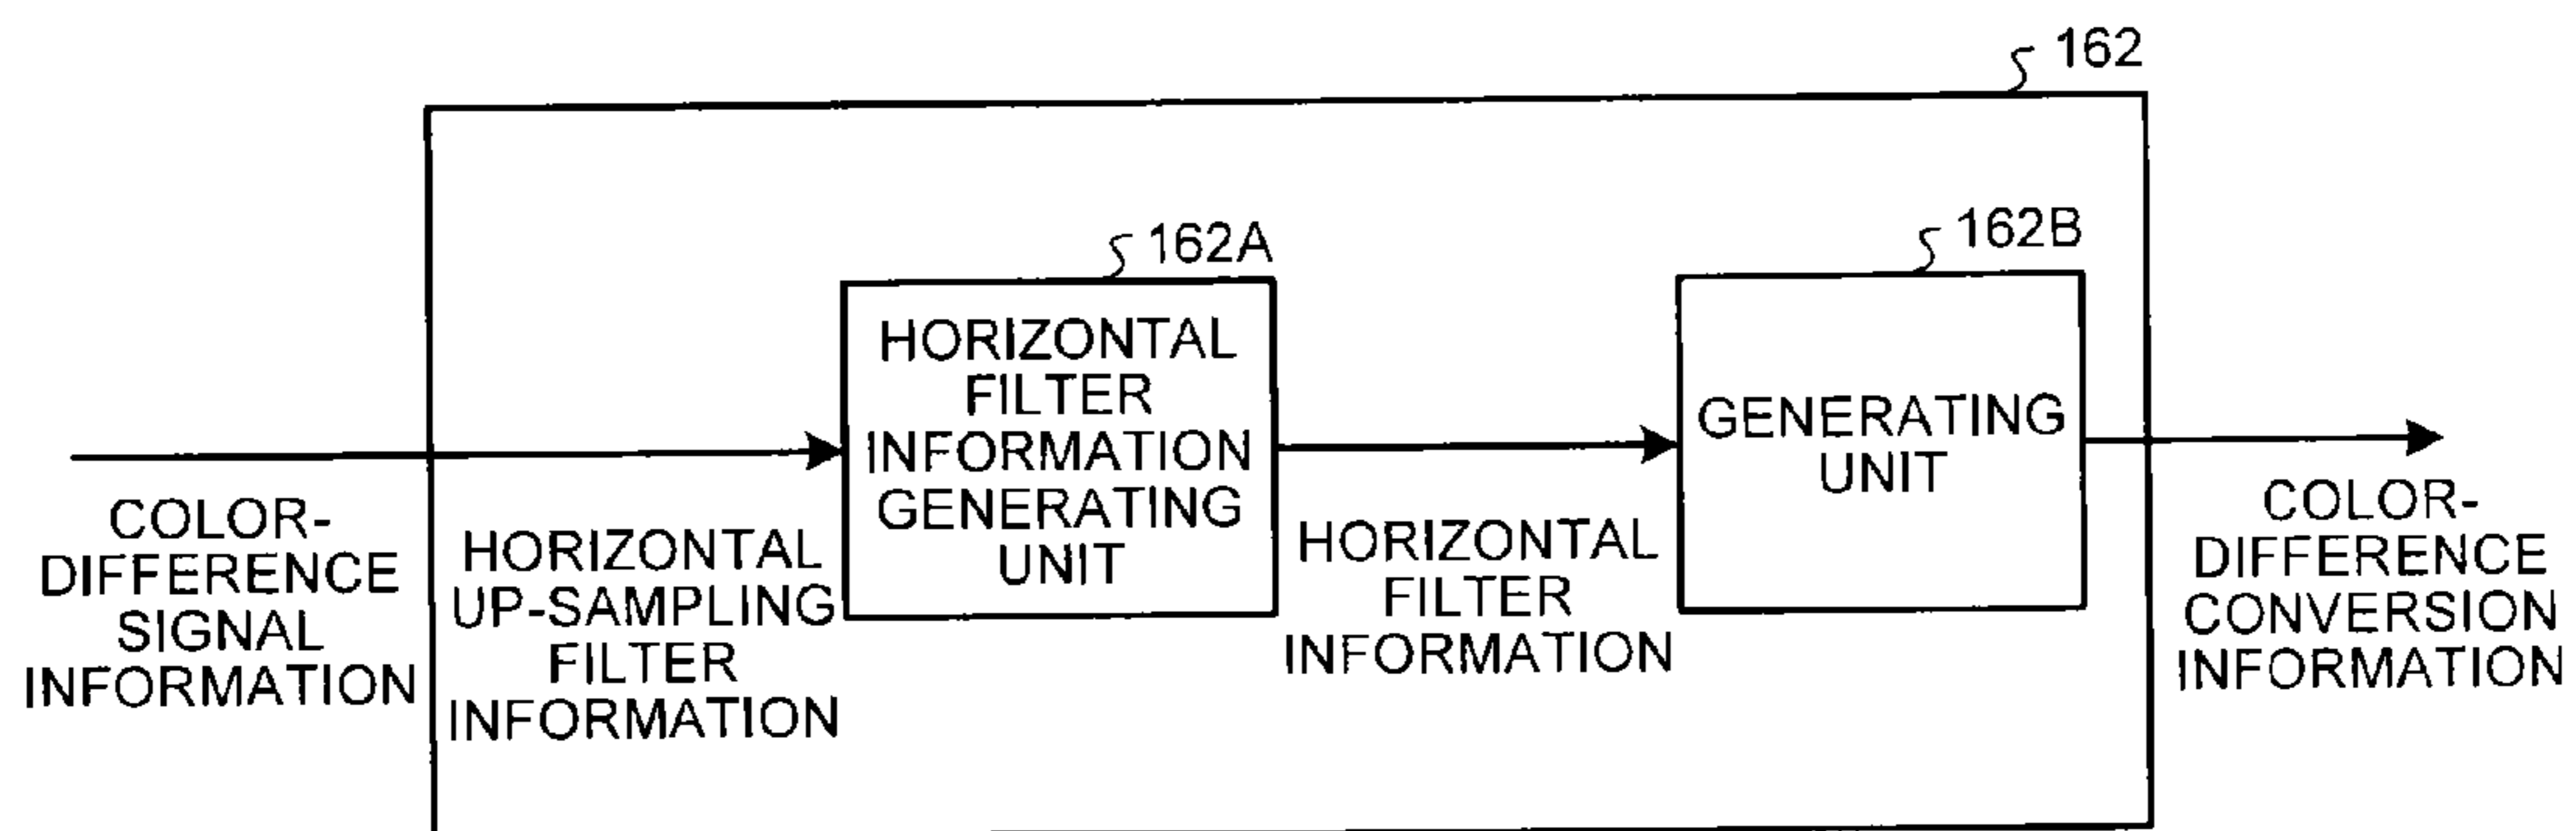 162
162A
162B
HORIZONTAL
FILTER
INFORMATION
GENERATING
UNIT
GENERATING
UNIT
COLOR-
DIFFERENCE
SIGNAL
INFORMATION
HORIZONTAL
UP-SAMPLING
FILTER
INFORMATION
HORIZONTAL
FILTER
INFORMATION
COLOR-
DIFFERENCE
CONVERSION
INFORMATION